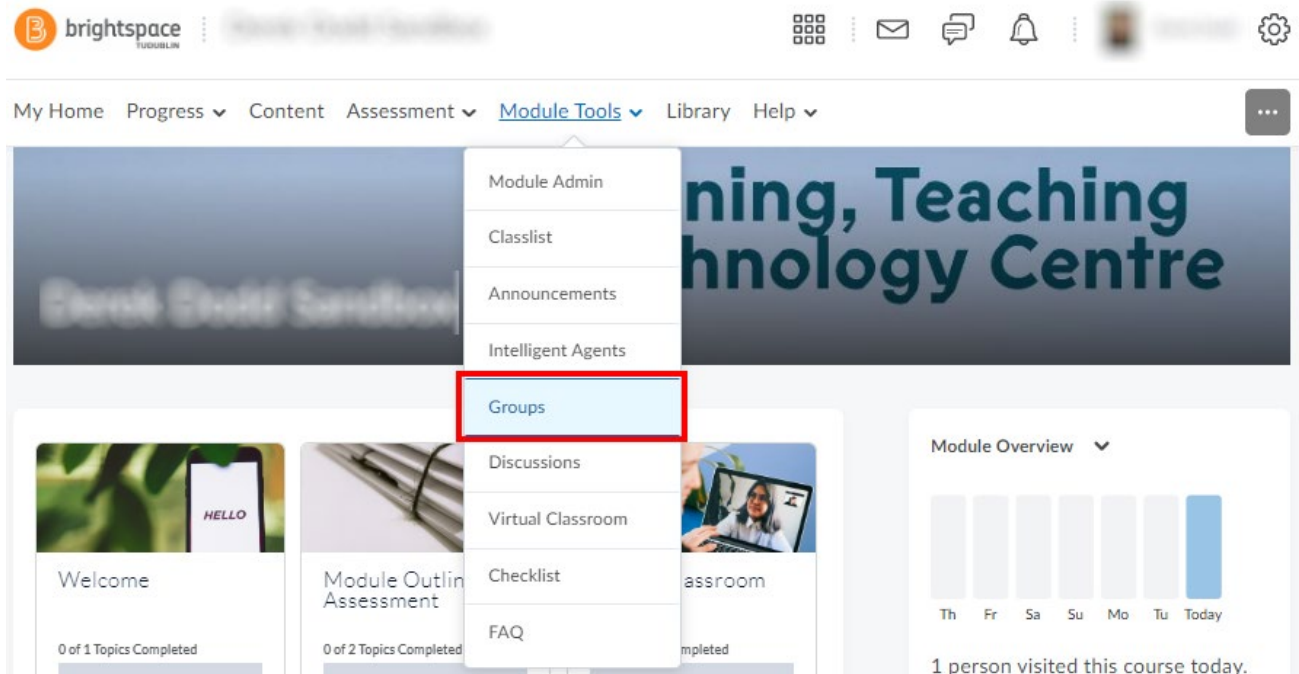 brightspace
TUDUBLIN
My Home Progress Content Assessment Module Tools Library Help
ning, Teaching
hnology Centre
Module Admin
Classlist
Announcements
Intelligent Agents
Groups
Discussions
Virtual Classroom
Checklist
FAQ
HELLO
Welcome
0 of 1 Topics Completed
Module Outlin
Assessment
0 of 2 Topics Completed
assroom
mpleted
Module Overview
Th Fr Sa Su Mo Tu Today
1 person visited this course today.